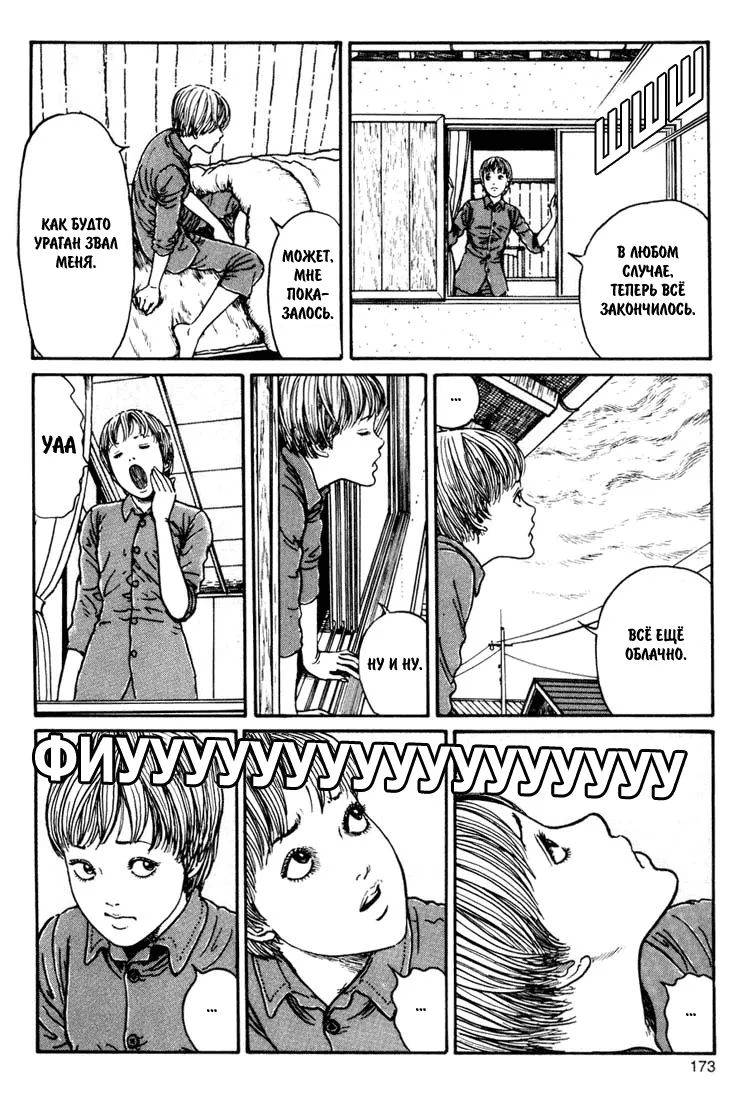 КАК БУДТО
УРАГАН ЗВАЛ
МЕНЯ.
МОЖЕТ,
МНЕ
ПОКА-
ЗАЛОСЬ.
ШШШ
В ЛЮБОМ
СЛУЧАЕ,
ТЕПЕРЬ ВСЁ
ЗАКОНЧИЛОСЬ.
УАА
НУ И НУ.
...
ВСЁ ЕЩЁ
ОБЛАЧНО.
ФИУУУУУУУУУУУУУУУУУУ
...
...
...
173